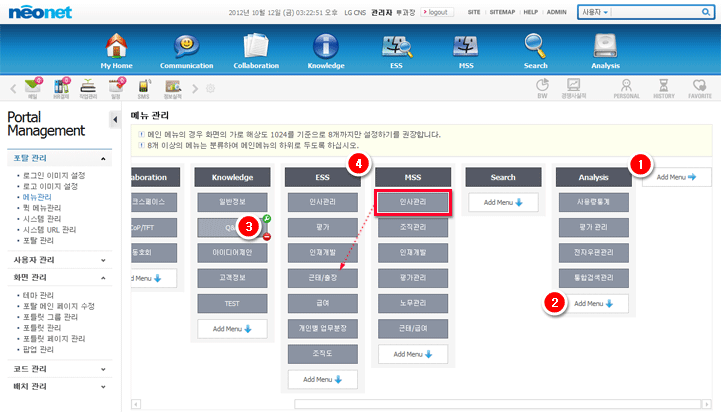 neonet
2012년 10월 12일 (금) 03:22:51 오후 LG CNS 관리자 부과장 logout SITE SITEMAP HELP ADMIN 사용자
My Home Communication Collaboration Knowledge ESS MSS Search Analysis
메일 HR결재 작업관리 일정 SMS 정보실적 BW 경영사실자 PERSONAL HISTORY FAVORITE
Portal
Management
포탈 관리
로그인 이미지 설정
로고 이미지 설정
메뉴관리
퀵 메뉴관리
시스템 관리
시스템 URL 관리
포탈 관리
사용자 관리
화면 관리
테마 관리
포탈 메인 페이지 수정
포틀릿 그룹 관리
포틀릿 관리
포틀릿 페이지 관리
팝업 관리
코드 관리
배치 관리
메뉴 관리
메인 메뉴의 경우 화면의 가로 해상도 1024를 기준으로 8개까지만 설정하기를 권장합니다.
8개 이상의 메뉴는 분류하여 메인메뉴의 하위로 두도록 하십시오.
aboration
크스페이스
CoP/TFT
동호회
dd Menu
Knowledge
일반정보
Q&
3
아이디어제안
고객정보
TEST
Add Menu
4
ESS
인사관리
평가
인재개발
근태/출장
급여
개인별 업무분장
조직도
Add Menu
MSS
인사관리
조직관리
인재개발
평가관리
노무관리
근태/급여
Add Menu
Search
Add Menu
Analysis
사용량통계
평가 관리
전자우편관리
통합검색관리
2
Add Menu
1
Add Menu